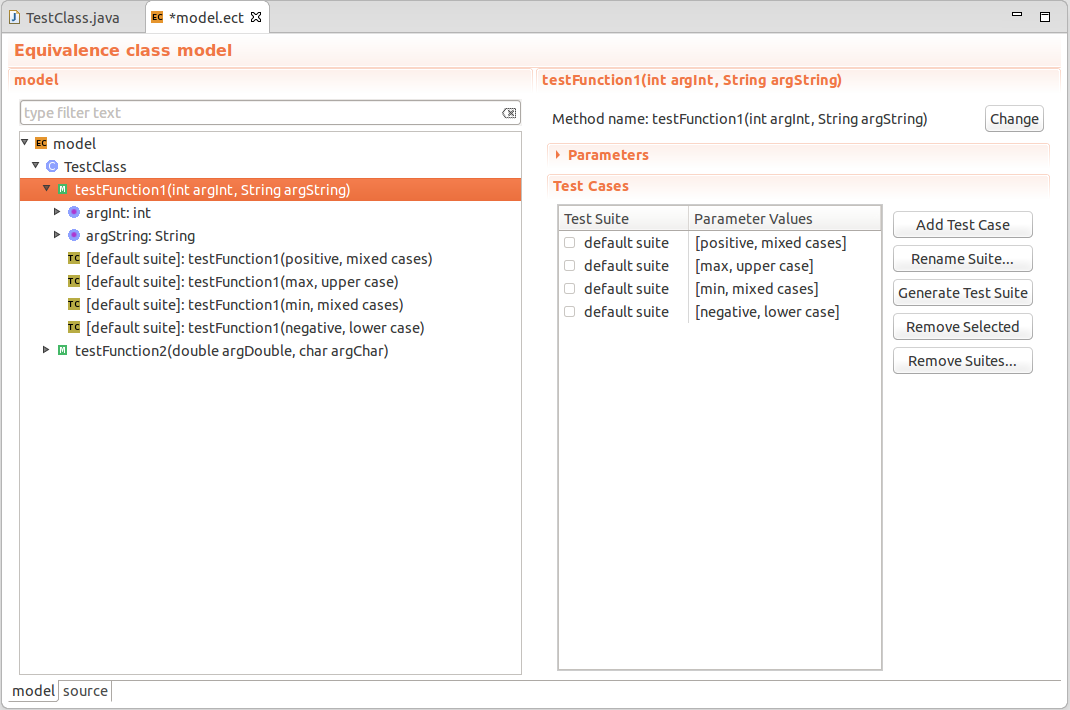 TestClass.java
EC *model.ect
Equivalence class model
model
type filter text
EC model
C TestClass
M testFunction1(int argInt, String argString)
argInt: int
argString: String
TC [default suite]: testFunction1(positive, mixed cases)
TC [default suite]: testFunction1(max, upper case)
TC [default suite]: testFunction1(min, mixed cases)
TC [default suite]: testFunction1(negative, lower case)
M testFunction2(double argDouble, char argChar)
testFunction1(int argInt, String argString)
Method name: testFunction1(int argInt, String argString)
Change
Parameters
Test Cases
Test Suite Parameter Values
default suite [positive, mixed cases]
default suite [max, upper case]
default suite [min, mixed cases]
default suite [negative, lower case]
Add Test Case
Rename Suite...
Generate Test Suite
Remove Selected
Remove Suites...
model source